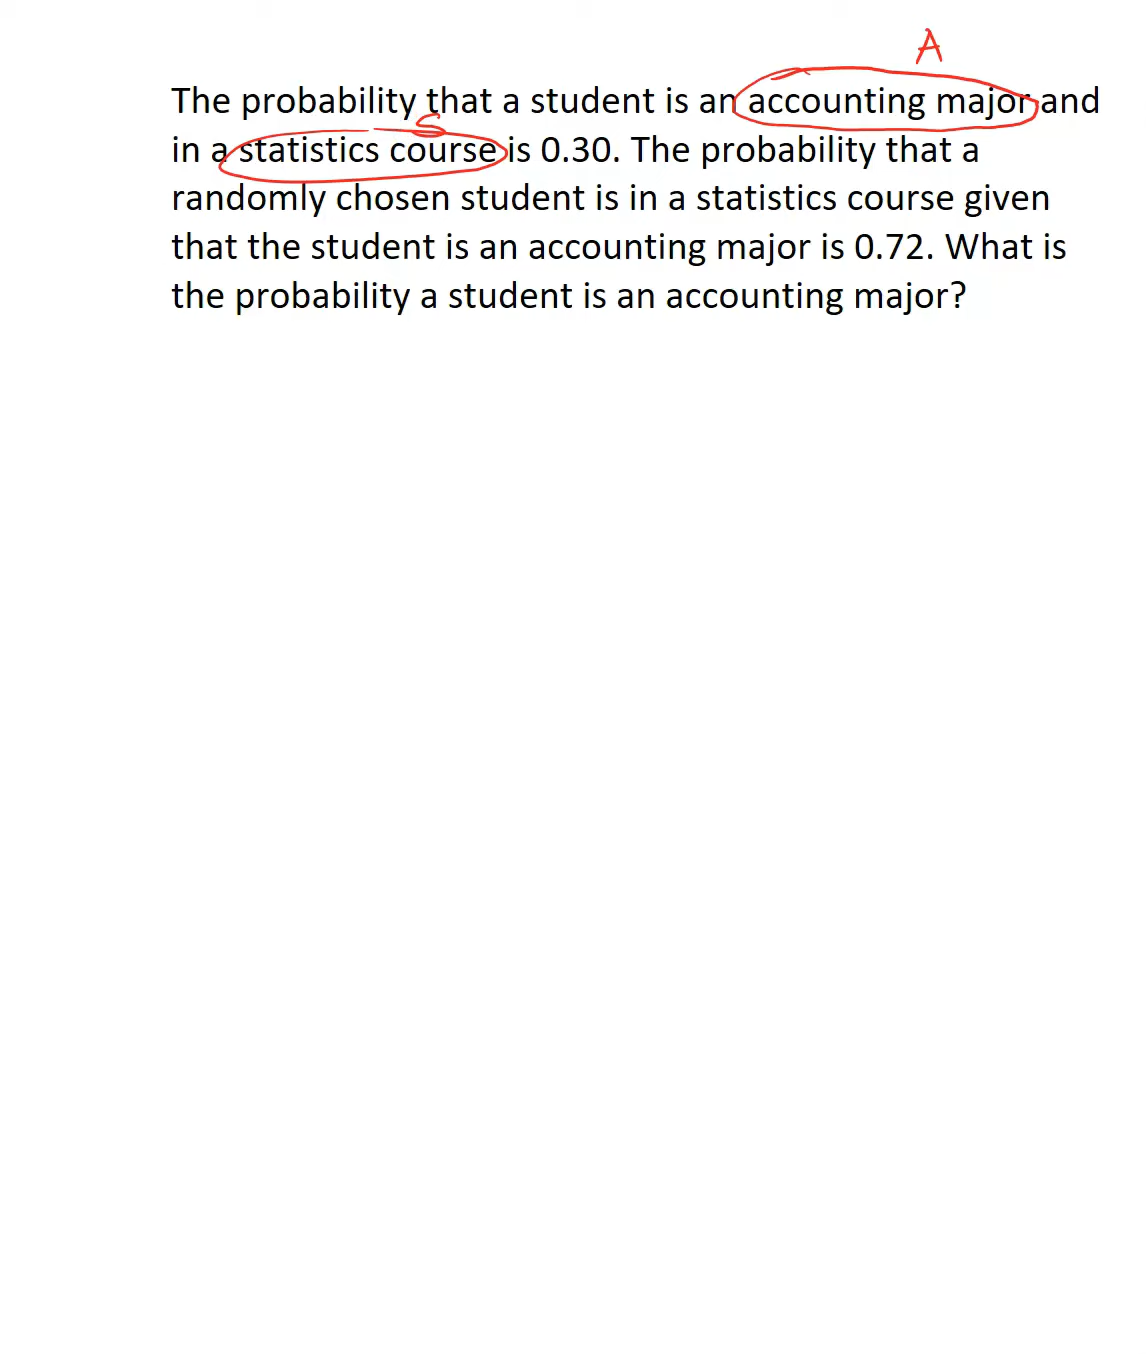 A
The probability that a student is an accounting major and
S
in a statistics course is 0.30. The probability that a
randomly chosen student is in a statistics course given
that the student is an accounting major is 0.72. What is
the probability a student is an accounting major?